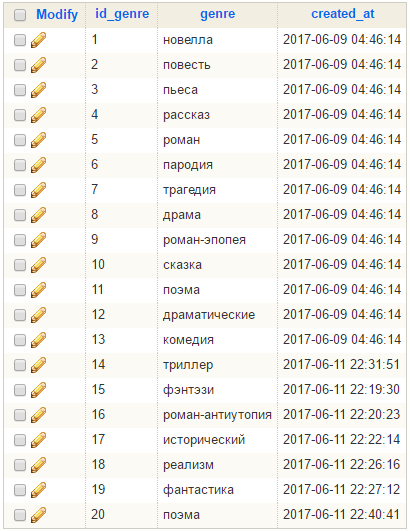 Modify id_genre genre created_at
1 новелла 2017-06-09 04:46:14
2 повесть 2017-06-09 04:46:14
3 пьеса 2017-06-09 04:46:14
4 рассказ 2017-06-09 04:46:14
5 роман 2017-06-09 04:46:14
6 пародия 2017-06-09 04:46:14
7 трагедия 2017-06-09 04:46:14
8 драма 2017-06-09 04:46:14
9 роман-эпопея 2017-06-09 04:46:14
10 сказка 2017-06-09 04:46:14
11 поэма 2017-06-09 04:46:14
12 драматические 2017-06-09 04:46:14
13 комедия 2017-06-09 04:46:14
14 триллер 2017-06-11 22:31:51
15 фэнтэзи 2017-06-11 22:19:30
16 роман-антиутопия 2017-06-11 22:20:23
17 исторический 2017-06-11 22:22:14
18 реализм 2017-06-11 22:26:16
19 фантастика 2017-06-11 22:27:12
20 поэма 2017-06-11 22:40:41